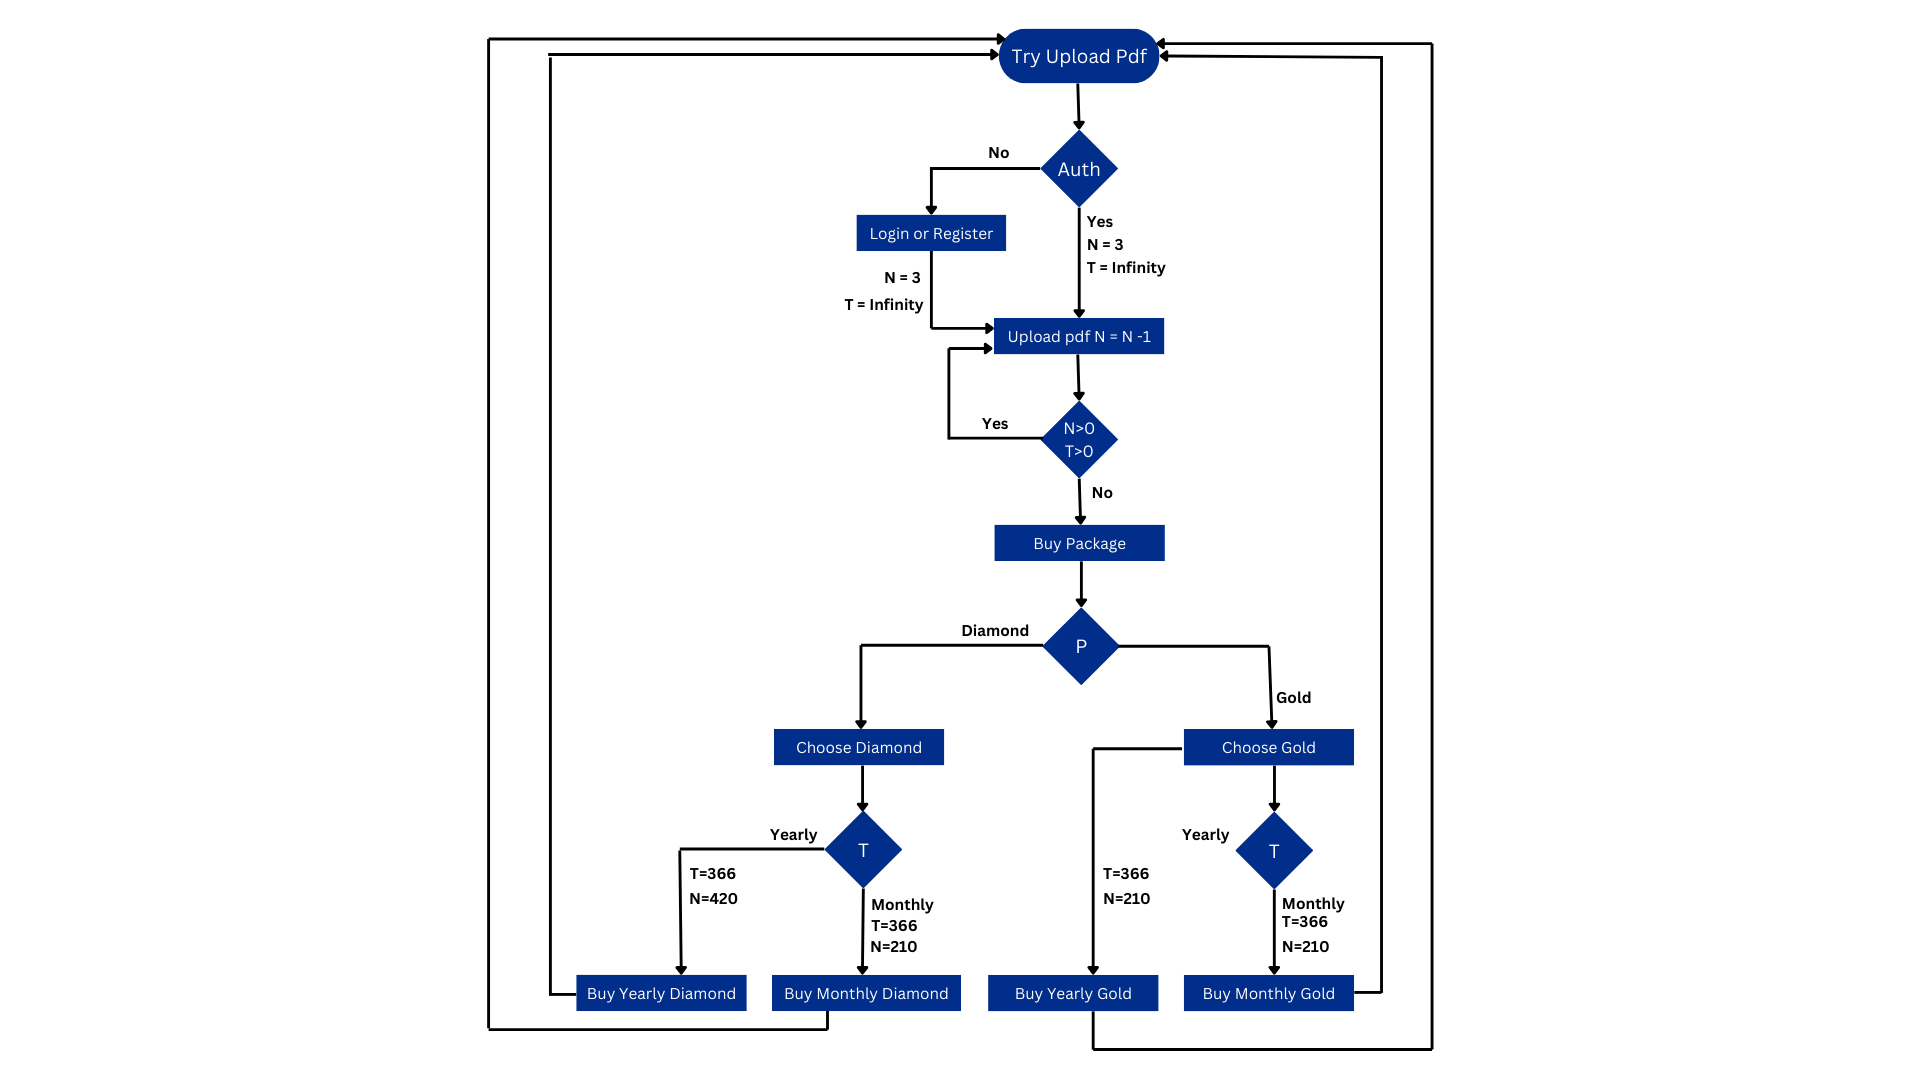 Try Upload Pdf
No
Auth
Yes
N = 3
T = Infinity
Login or Register
N = 3
T = Infinity
Upload pdf N = N -1
Yes
N>0
T>0
No
Buy Package
Diamond
P
Gold
Choose Diamond
Choose Gold
Yearly
T
T=366
N=420
Monthly
T=366
N=210
Yearly
T
T=366
N=210
Monthly
T=366
N=210
Buy Yearly Diamond
Buy Monthly Diamond
Buy Yearly Gold
Buy Monthly Gold